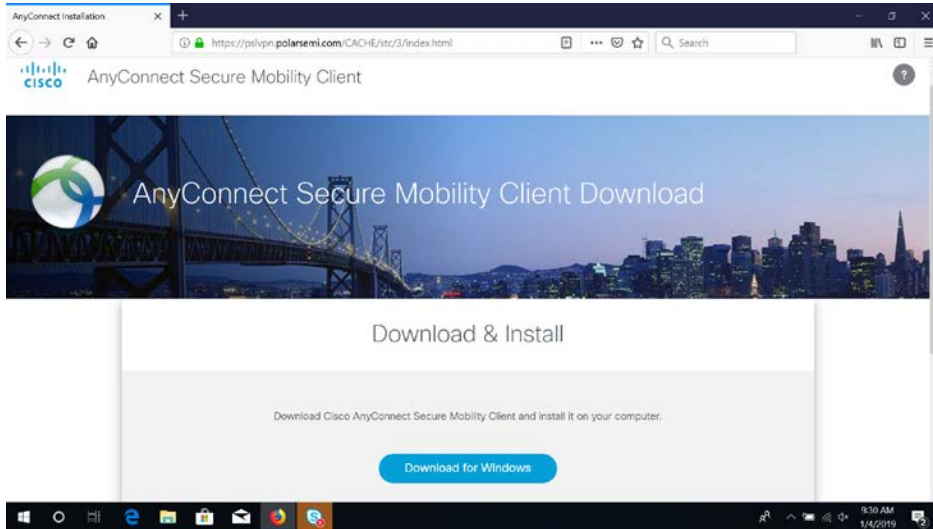 AnyConnect Installation
https://pslvpn.polarsemi.com/CACHE/stc/3/index.html
Search
CISCO
AnyConnect Secure Mobility Client
?
AnyConnect Secure Mobility Client Download
Download & Install
Download Cisco AnyConnect Secure Mobility Client and install it on your computer.
Download for Windows
9:30 AM
1/4/2019